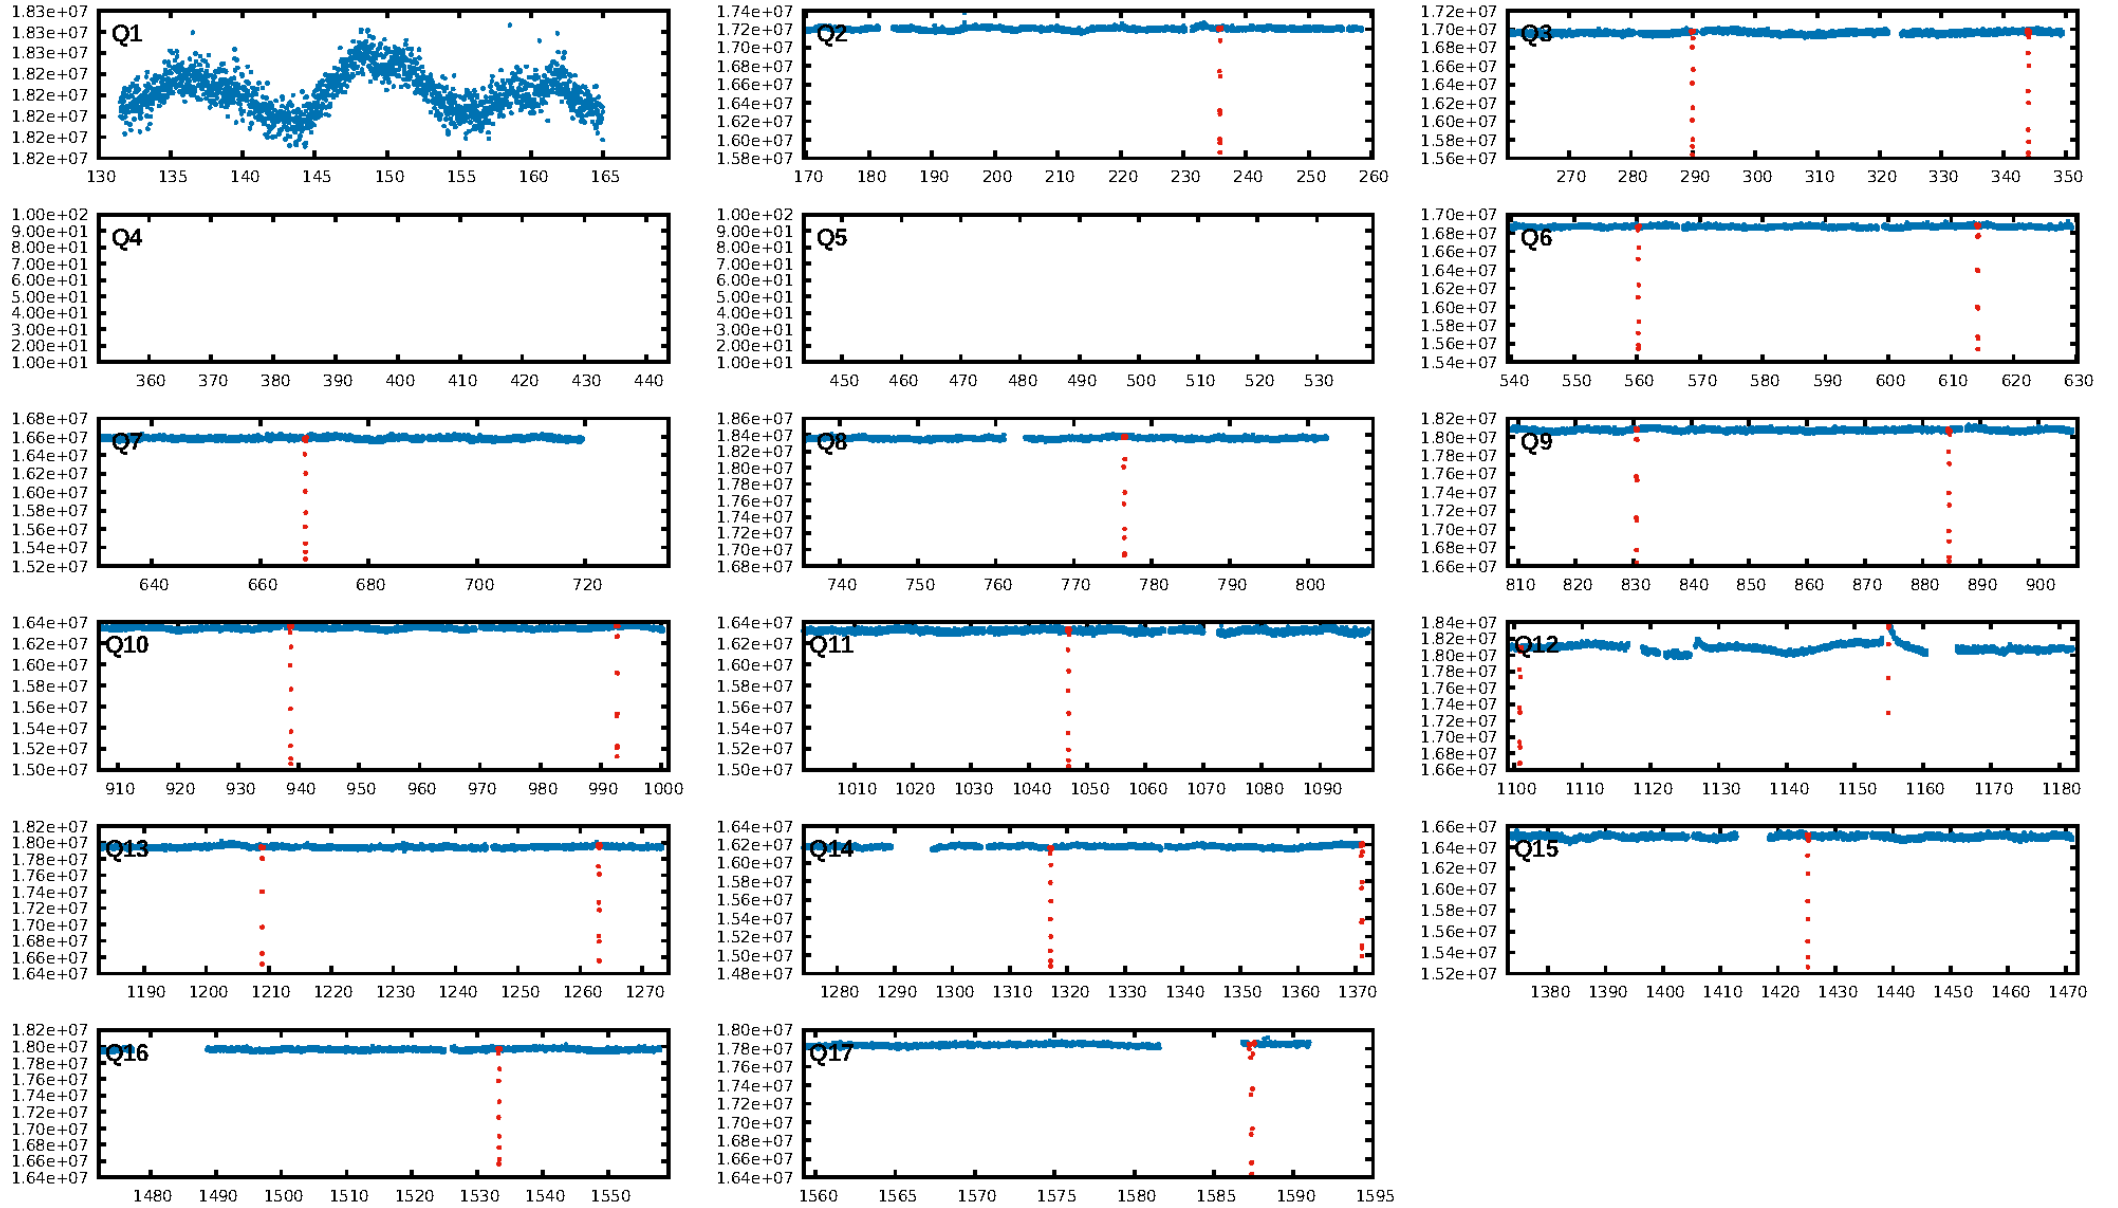 1.83e+07
1.83e+07
1.83e+07
1.82e+07
1.82e+07
1.82e+07
1.82e+07
1.82e+07
Q1
130 135 140 145 150 155 160 165
1.74e+07
1.72e+07
1.70e+07
1.68e+07
1.66e+07
1.64e+07
1.62e+07
1.60e+07
1.58e+07
Q2
170 180 190 200 210 220 230 240 250 260
1.72e+07
1.70e+07
1.68e+07
1.66e+07
1.64e+07
1.62e+07
1.60e+07
1.58e+07
1.56e+07
Q3
270 280 290 300 310 320 330 340 350
1.00e+02
9.00e+01
8.00e+01
7.00e+01
6.00e+01
5.00e+01
4.00e+01
3.00e+01
2.00e+01
1.00e+01
Q4
360 370 380 390 400 410 420 430 440
1.00e+02
9.00e+01
8.00e+01
7.00e+01
6.00e+01
5.00e+01
4.00e+01
3.00e+01
2.00e+01
1.00e+01
Q5
450 460 470 480 490 500 510 520 530
1.70e+07
1.68e+07
1.66e+07
1.64e+07
1.62e+07
1.60e+07
1.58e+07
1.56e+07
1.54e+07
Q6
540 550 560 570 580 590 600 610 620 630
1.68e+07
1.66e+07
1.64e+07
1.62e+07
1.60e+07
1.58e+07
1.56e+07
1.54e+07
1.52e+07
Q7
640 660 680 700 720
1.86e+07
1.84e+07
1.82e+07
1.80e+07
1.78e+07
1.76e+07
1.74e+07
1.72e+07
1.70e+07
1.68e+07
Q8
740 750 760 770 780 790 800
1.82e+07
1.80e+07
1.78e+07
1.76e+07
1.74e+07
1.72e+07
1.70e+07
1.68e+07
1.66e+07
Q9
810 820 830 840 850 860 870 880 890 900
1.64e+07
1.62e+07
1.60e+07
1.58e+07
1.56e+07
1.54e+07
1.52e+07
1.50e+07
Q10
910 920 930 940 950 960 970 980 990 1000
1.64e+07
1.62e+07
1.60e+07
1.58e+07
1.56e+07
1.54e+07
1.52e+07
1.50e+07
Q11
1010 1020 1030 1040 1050 1060 1070 1080 1090
1.84e+07
1.82e+07
1.80e+07
1.78e+07
1.76e+07
1.74e+07
1.72e+07
1.70e+07
1.68e+07
1.66e+07
Q12
1100 1110 1120 1130 1140 1150 1160 1170 1180
1.82e+07
1.80e+07
1.78e+07
1.76e+07
1.74e+07
1.72e+07
1.70e+07
1.68e+07
1.66e+07
1.64e+07
Q13
1190 1200 1210 1220 1230 1240 1250 1260 1270
1.64e+07
1.62e+07
1.60e+07
1.58e+07
1.56e+07
1.54e+07
1.52e+07
1.50e+07
1.48e+07
Q14
1280 1290 1300 1310 1320 1330 1340 1350 1360 1370
1.66e+07
1.64e+07
1.62e+07
1.60e+07
1.58e+07
1.56e+07
1.54e+07
1.52e+07
Q15
1380 1390 1400 1410 1420 1430 1440 1450 1460 1470
1.82e+07
1.80e+07
1.78e+07
1.76e+07
1.74e+07
1.72e+07
1.70e+07
1.68e+07
1.66e+07
1.64e+07
Q16
1480 1490 1500 1510 1520 1530 1540 1550
1.80e+07
1.78e+07
1.76e+07
1.74e+07
1.72e+07
1.70e+07
1.68e+07
1.66e+07
1.64e+07
Q17
1560 1565 1570 1575 1580 1585 1590 1595